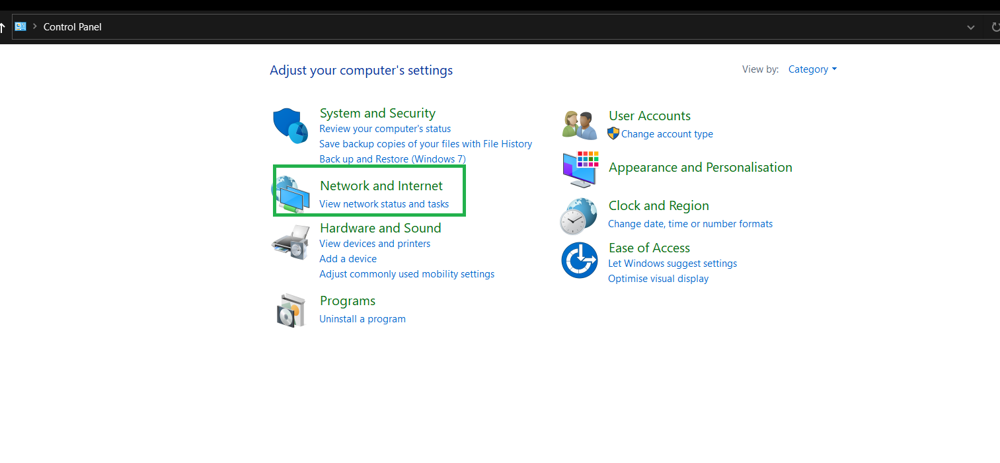 Control Panel
Adjust your computer's settings
View by: Category
System and Security
Review your computer's status
Save backup copies of your files with File History
Back up and Restore (Windows 7)
Network and Internet
View network status and tasks
Hardware and Sound
View devices and printers
Add a device
Adjust commonly used mobility settings
Programs
Uninstall a program
User Accounts
Change account type
Appearance and Personalisation
Clock and Region
Change date, time or number formats
Ease of Access
Let Windows suggest settings
Optimise visual display